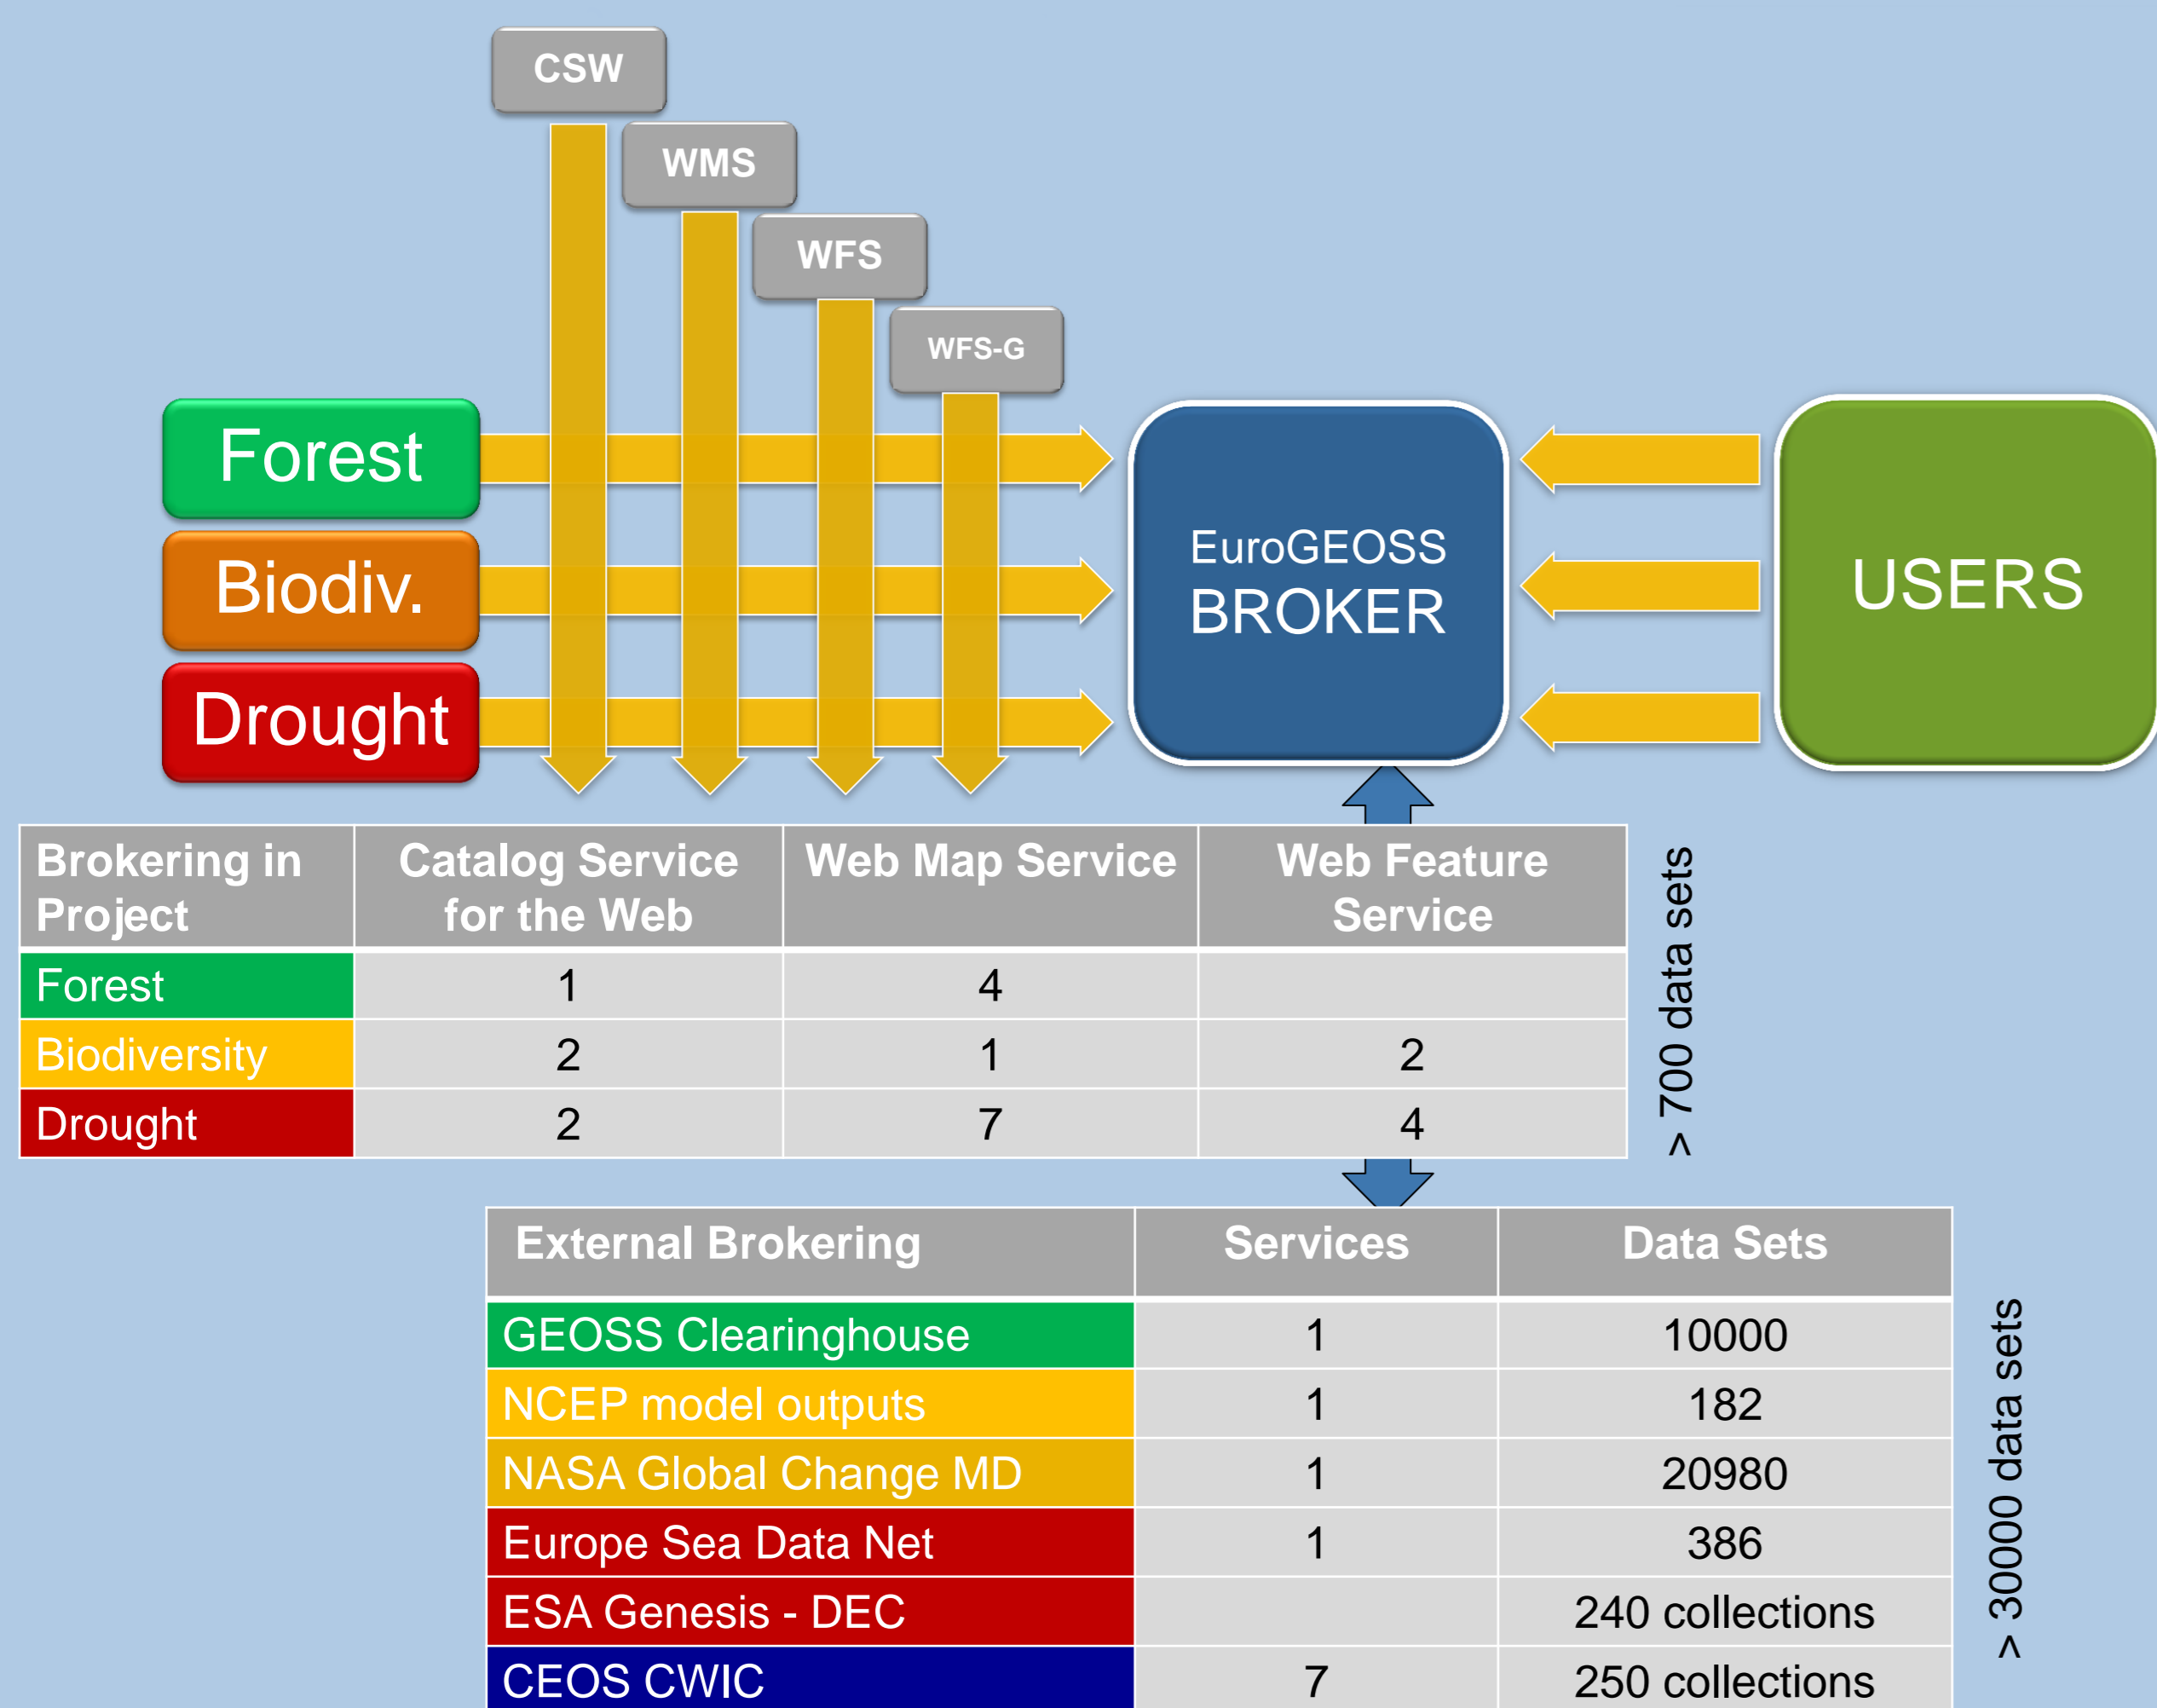 CSW
WMS
WFS
WFS-G
Forest
Biodiv.
Drought
EuroGEOSS
BROKER
USERS
Brokering in
Project
Catalog Service
for the Web
Web Map Service
Web Feature
Service
Forest 1 4
Biodiversity 2 1 2
Drought 2 7 4
> 700 data sets
External Brokering Services Data Sets
GEOSS Clearinghouse 1 10000
NCEP model outputs 1 182
NASA Global Change MD 1 20980
Europe Sea Data Net 1 386
ESA Genesis - DEC 240 collections
CEOS CWIC 7 250 collections
> 30000 data sets